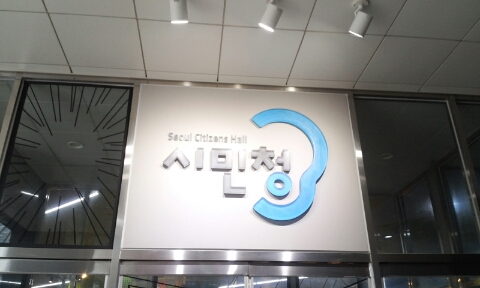 Seoul Citizens Hall
시민청